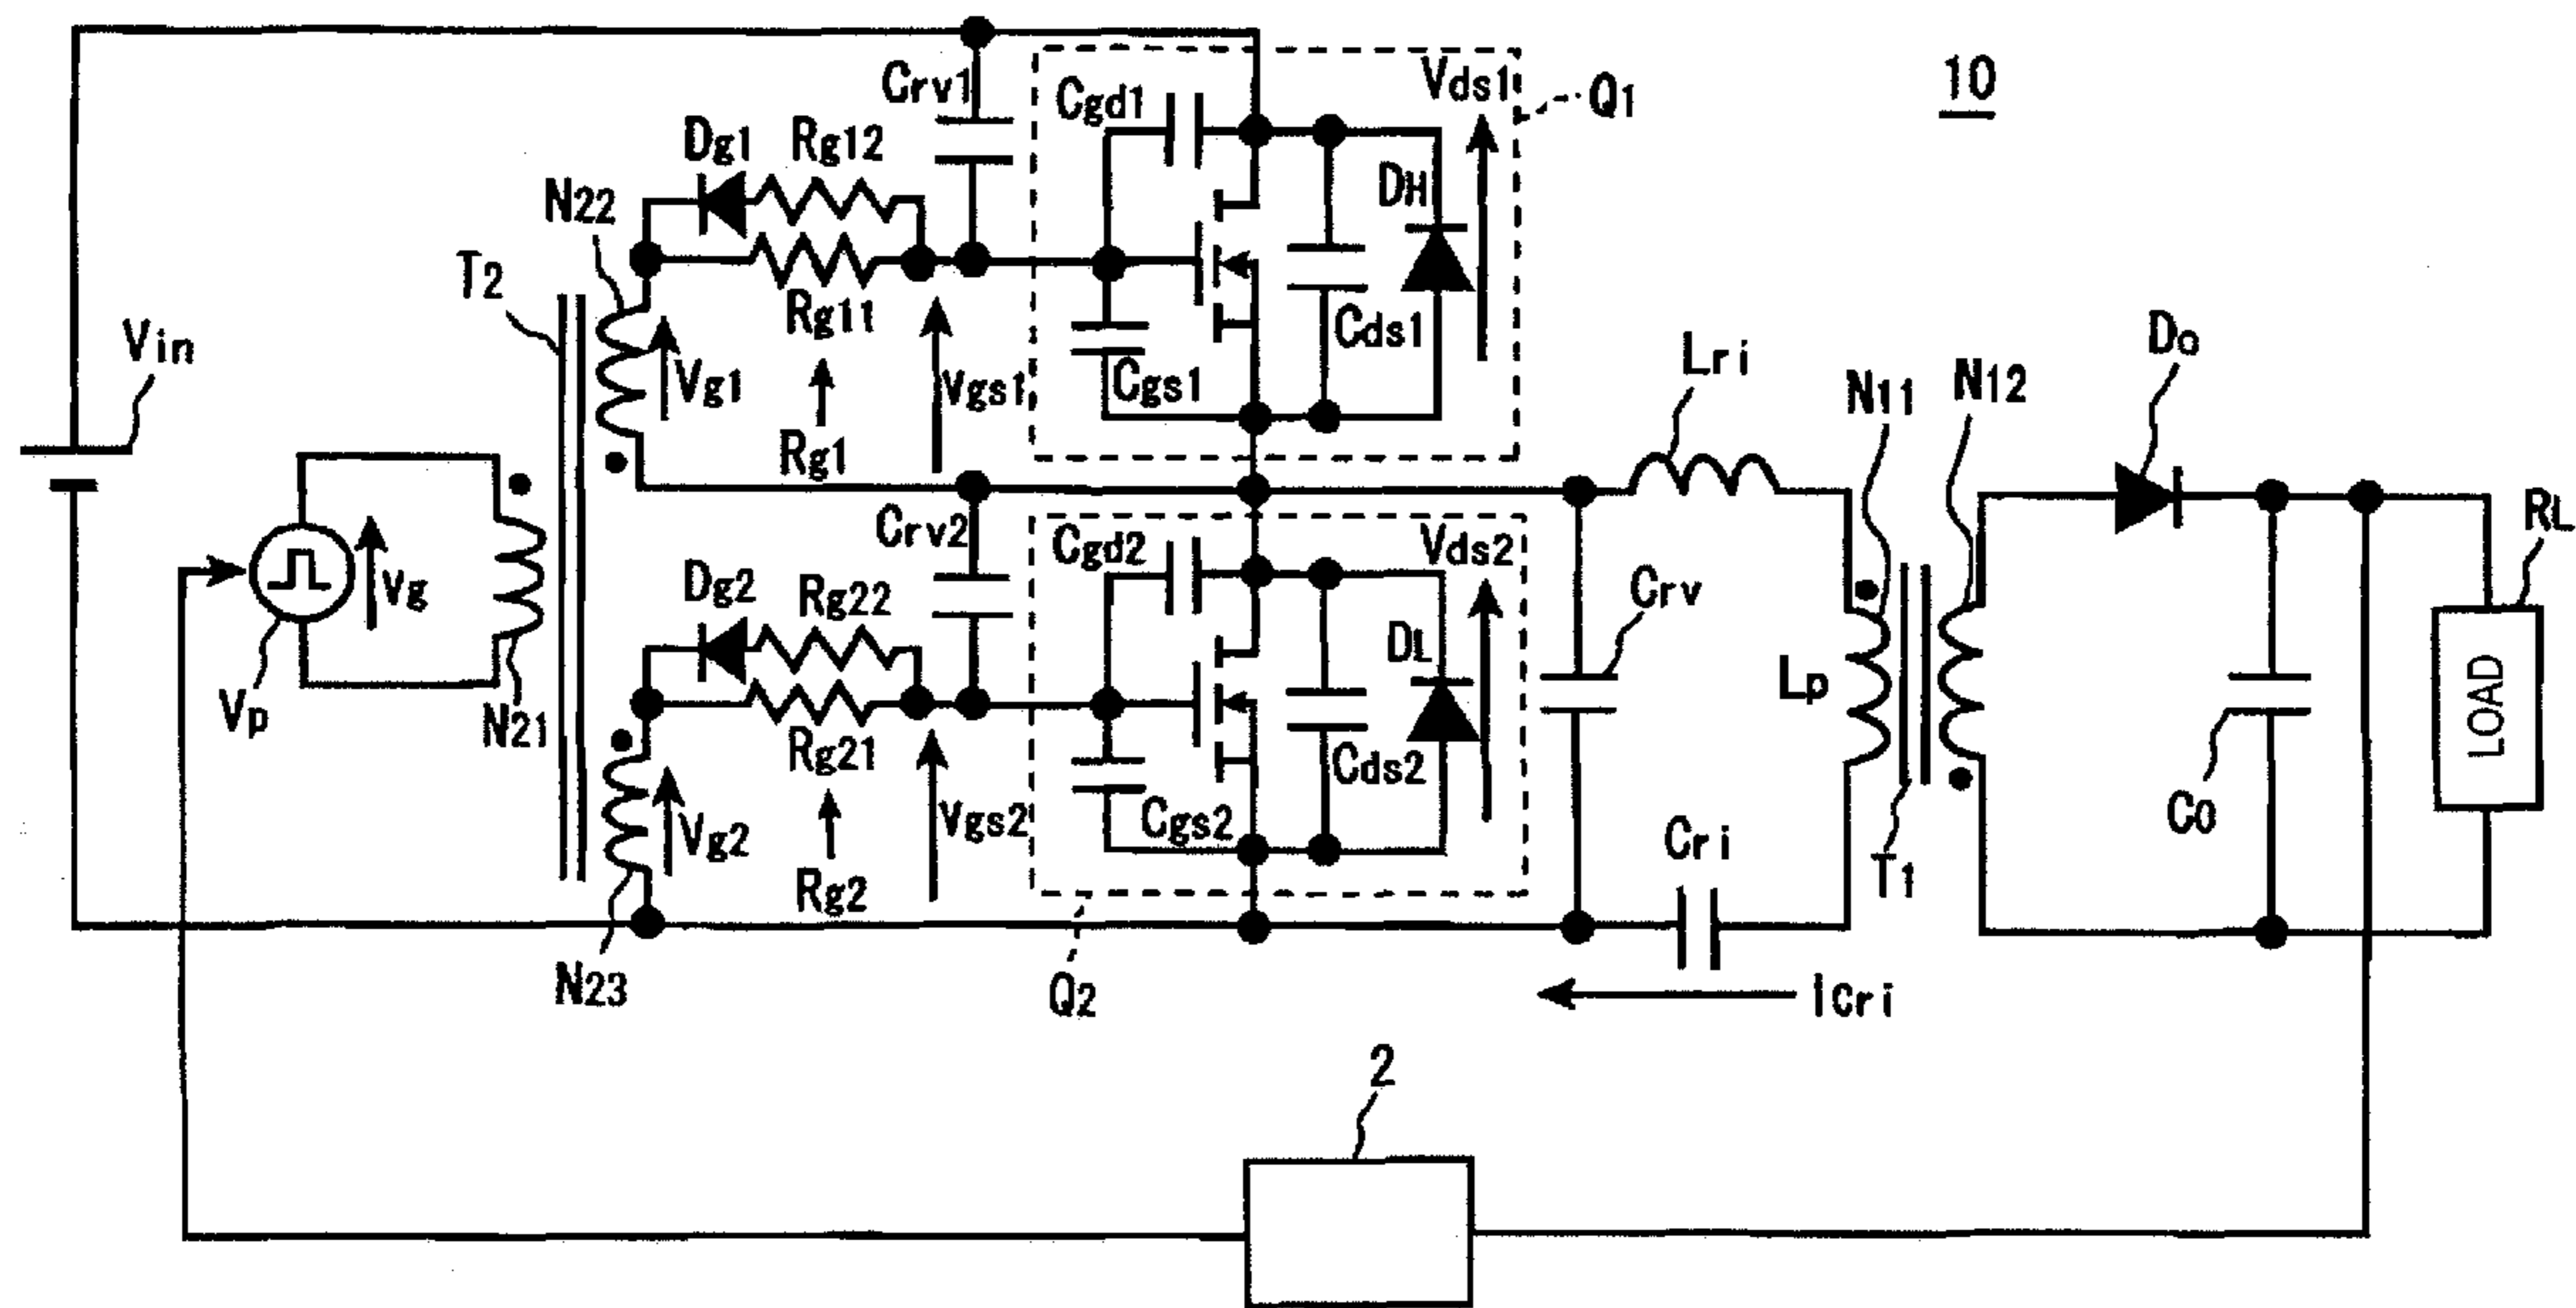 10
Vin
T2
N22
Dg1
Rg12
Crv1
Cgd1
Vds1
Q1
DH
Rg11
Vg1
Rg1
Vgs1
Cgs1
Cds1
Lri
N11
N12
Do
Vg
Vp
N21
Dg2
Rg22
Crv2
Cgd2
Vds2
DL
Crv
Lp
RL
LOAD
Rg21
Vg2
Rg2
Vgs2
Cgs2
Cds2
Cri
T1
C0
N23
Q2
Icri
2